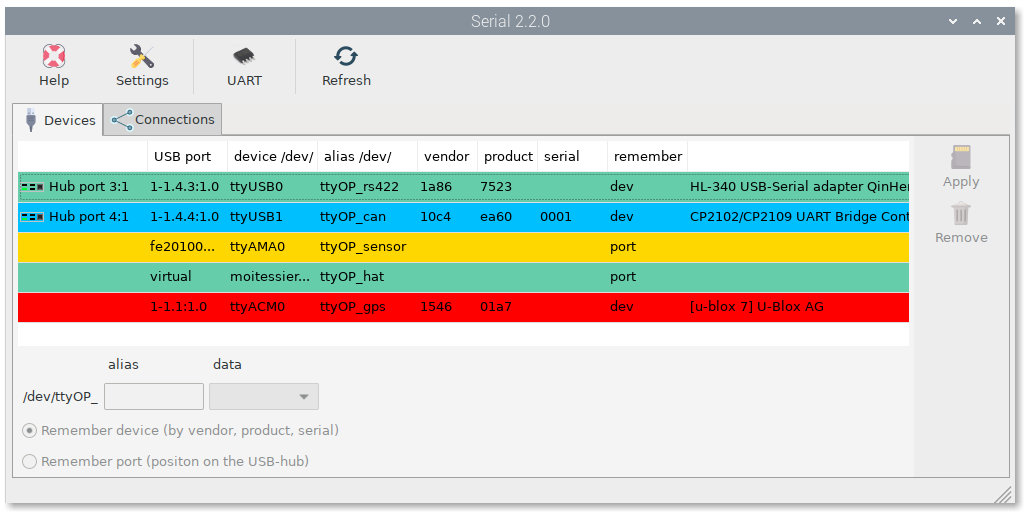 Serial 2.2.0
Help Settings UART Refresh
Devices Connections
USB port device /dev/ alias /dev/ vendor product serial remember
Hub port 3:1 1-1.4.3:1.0 ttyUSB0 ttyOP_rs422 1a86 7523 dev HL-340 USB-Serial adapter QinHer
Hub port 4:1 1-1.4.4:1.0 ttyUSB1 ttyOP_can 10c4 ea60 0001 dev CP2102/CP2109 UART Bridge Cont
fe20100... ttyAMA0 ttyOP_sensor port
virtual moitessier... ttyOP_hat port
1-1.1:1.0 ttyACM0 ttyOP_gps 1546 01a7 dev [u-blox 7] U-Blox AG
Apply
Remove
alias data
/dev/ttyOP_
Remember device (by vendor, product, serial)
Remember port (positon on the USB-hub)